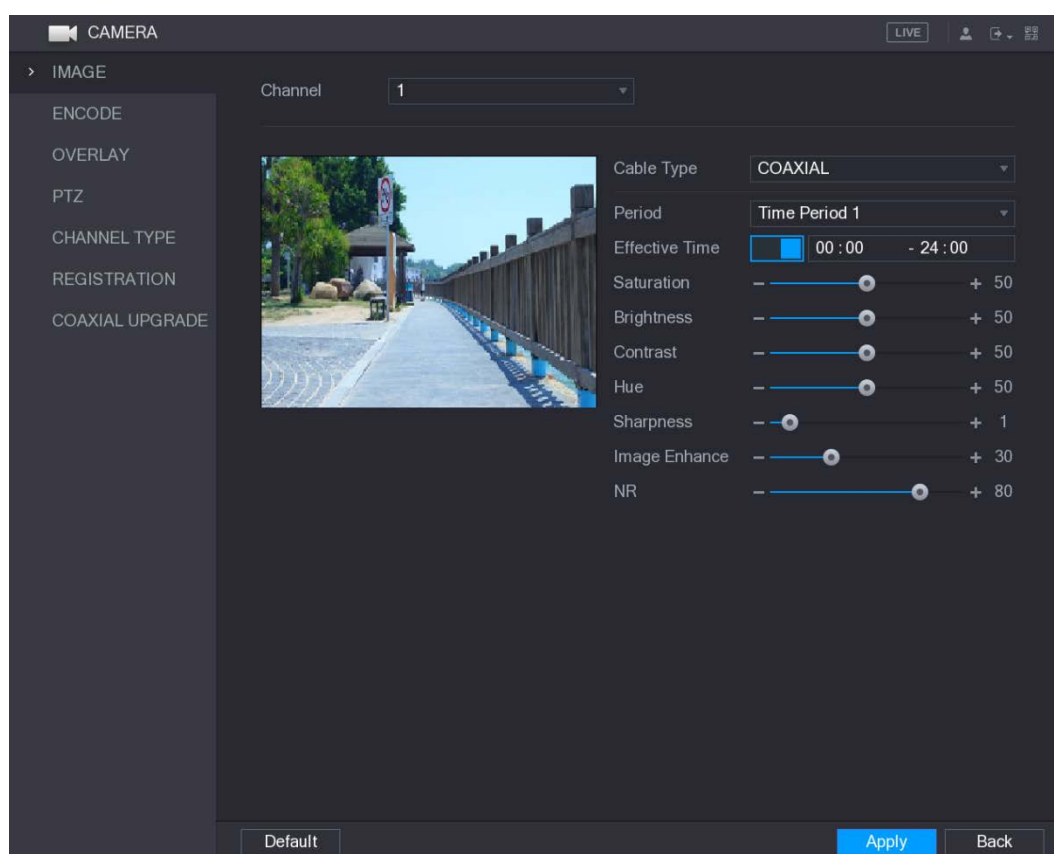 CAMERA
LIVE
> IMAGE
ENCODE
OVERLAY
PTZ
CHANNEL TYPE
REGISTRATION
COAXIAL UPGRADE
Channel 1
Cable Type COAXIAL
Period Time Period 1
Effective Time 00 : 00 - 24 : 00
Saturation - + 50
Brightness - + 50
Contrast - + 50
Hue - + 50
Sharpness - + 1
Image Enhance - + 30
NR - + 80
Default
Apply
Back